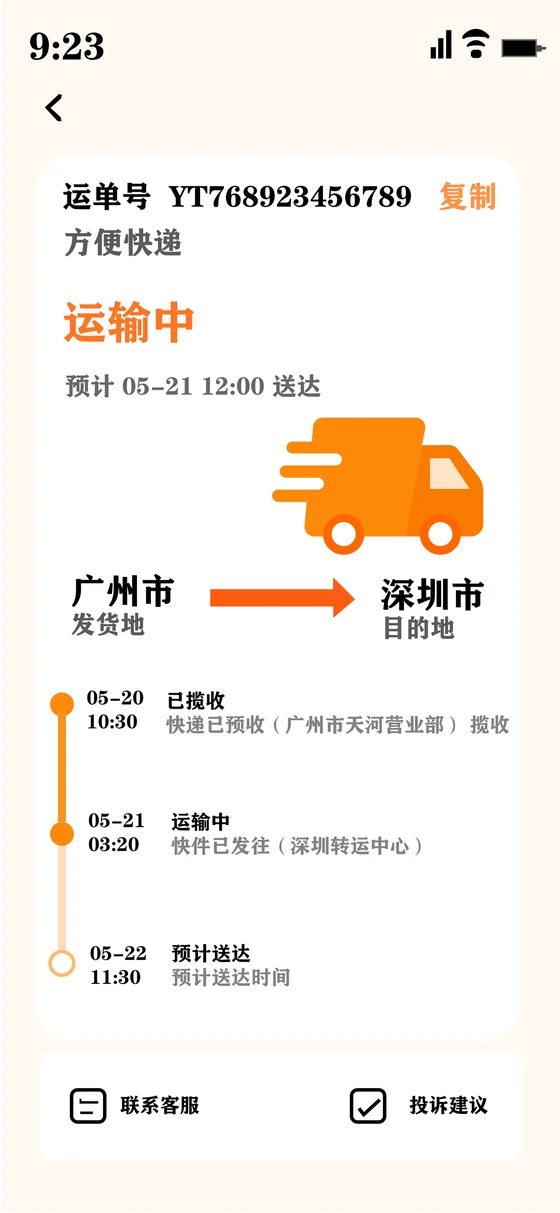 9:23
运单号 YT768923456789 复制
方便快递
运输中
预计 05-21 12:00 送达
广州市
发货地
深圳市
目的地
05-20 已揽收
10:30 快递已预收（广州市天河营业部） 揽收
05-21 运输中
03:20 快件已发往（深圳转运中心）
05-22 预计送达
11:30 预计送达时间
联系客服 投诉建议